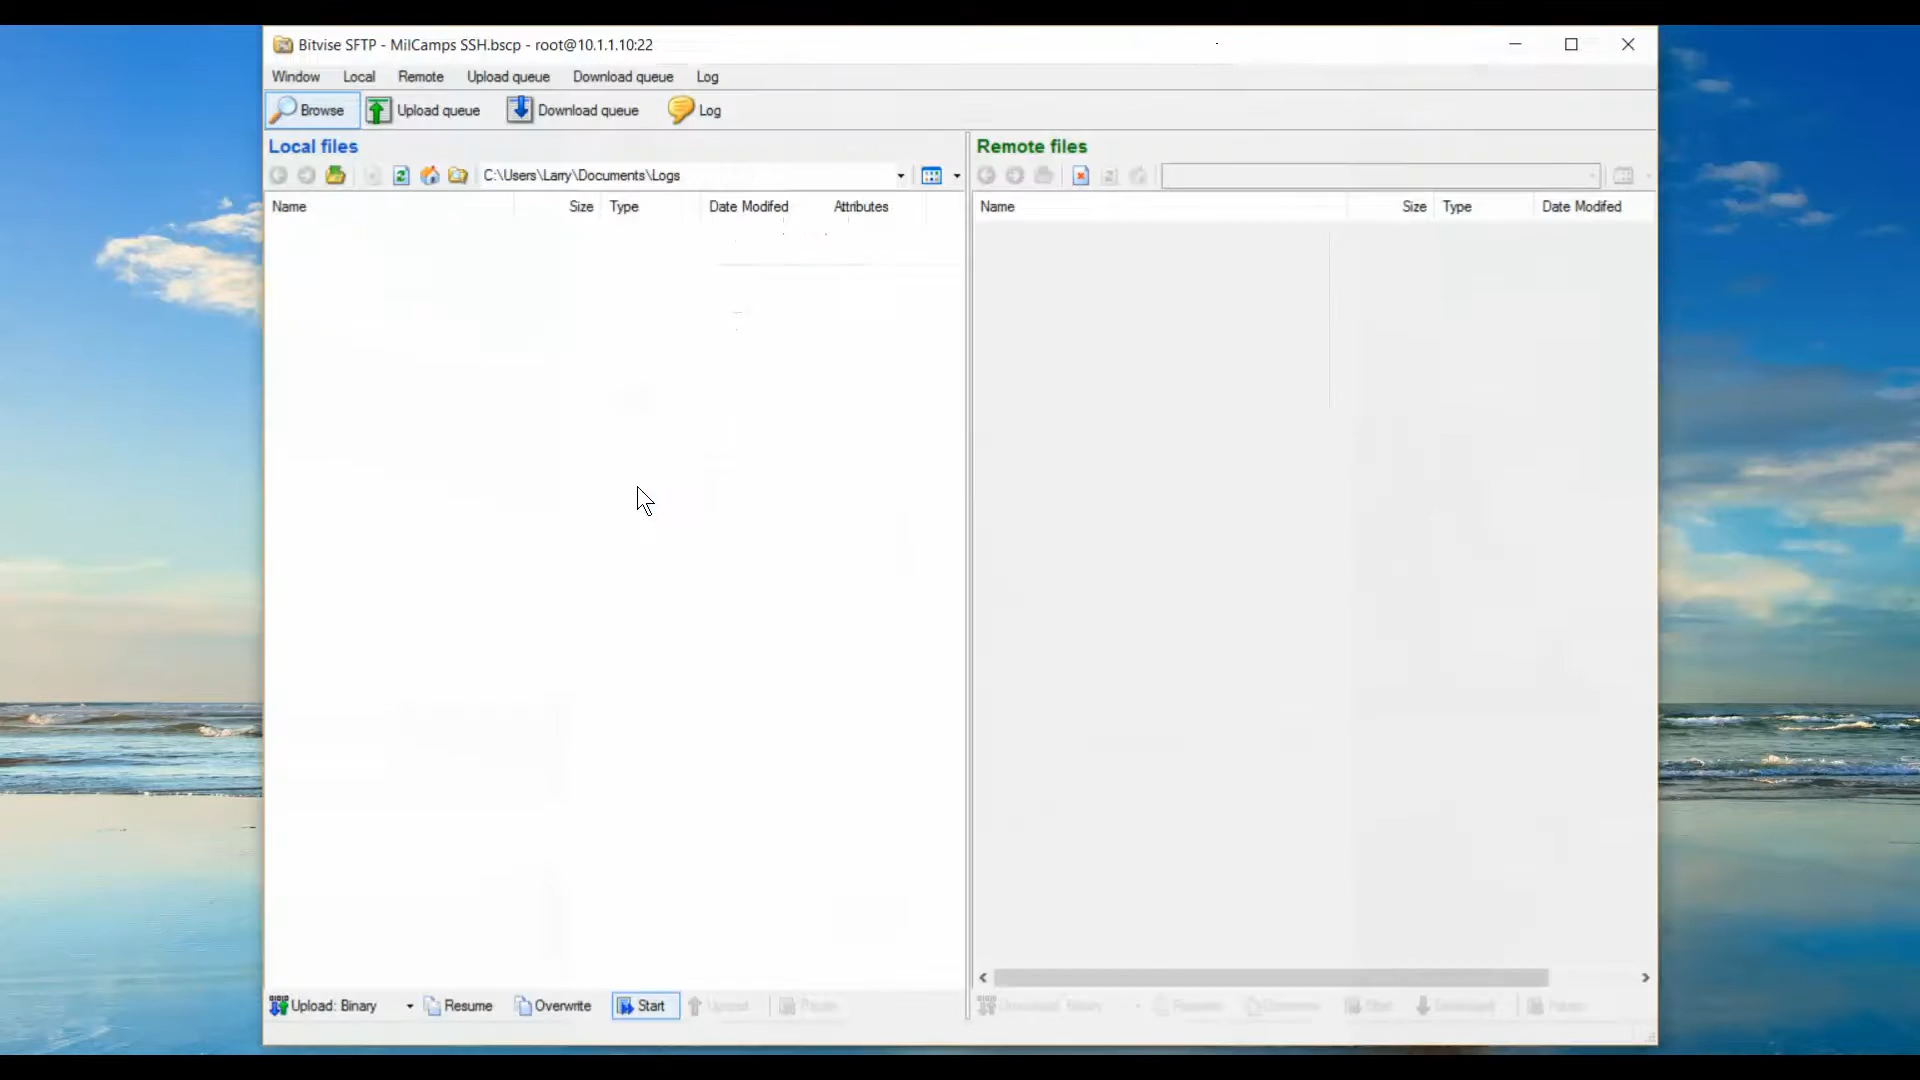 Bitvise SFTP - MilCamps SSH.bscp - root@10.1.1.10:22
Window Local Remote Upload queue Download queue Log
Browse Upload queue Download queue Log
Local files
C:\Users\Larry\Documents\Logs
Name Size Type Date Modifed Attributes
Remote files
Name Size Type Date Modifed
Upload: Binary Resume Overwrite Start